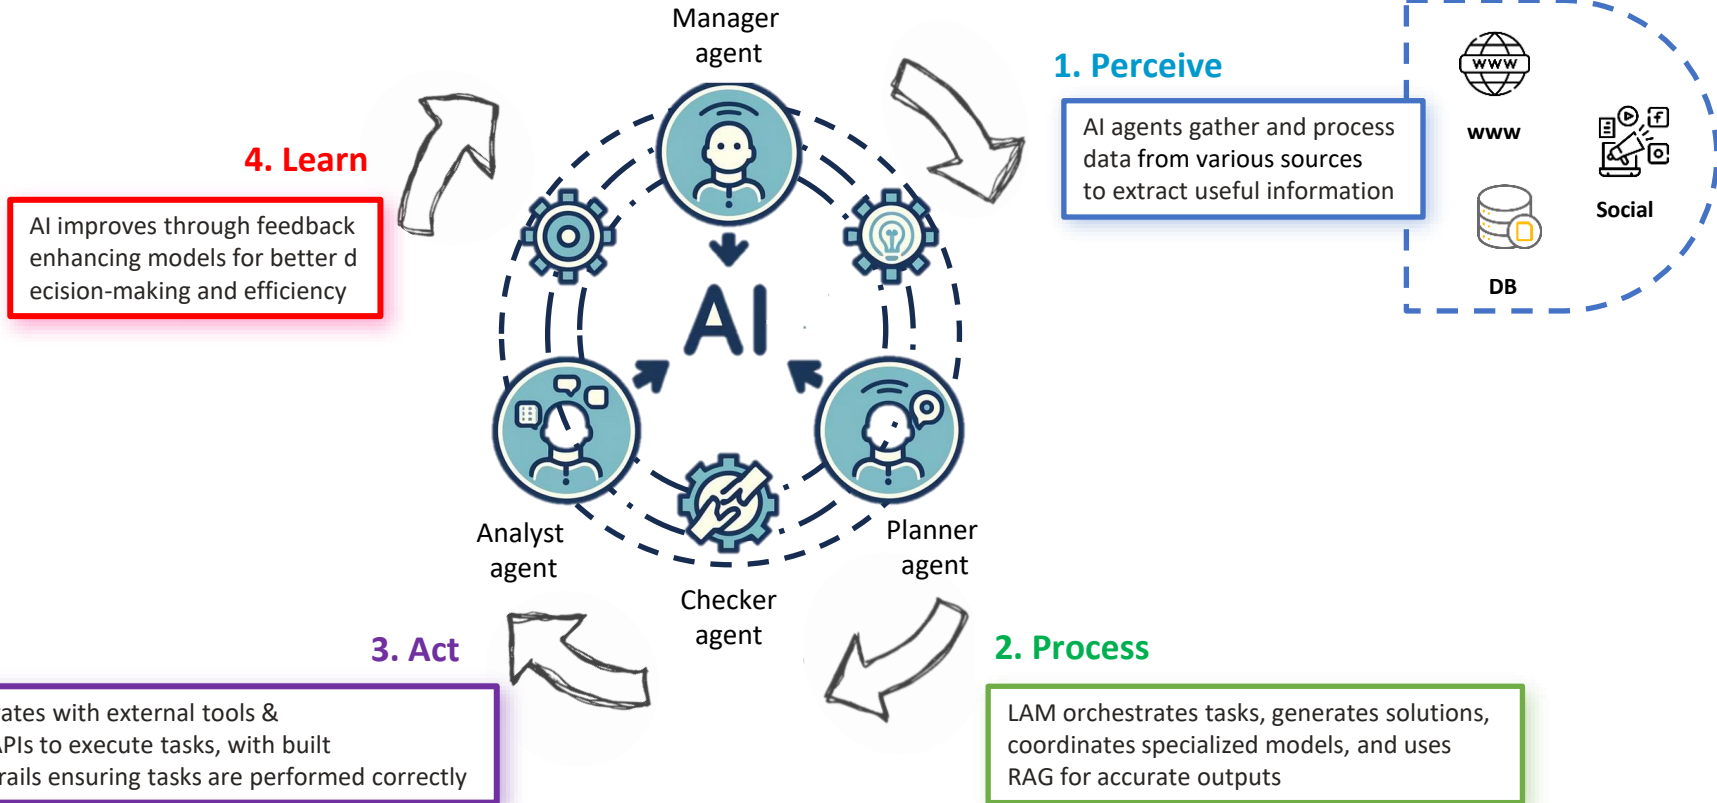 Manager
agent
1. Perceive
AI agents gather and process
data from various sources
to extract useful information
www
www
Social
DB
4. Learn
AI improves through feedback
enhancing models for better d
ecision-making and efficiency
AI
Analyst
agent
Planner
agent
Checker
agent
3. Act
rates with external tools &
APIs to execute tasks, with built
rails ensuring tasks are performed correctly
2. Process
LAM orchestrates tasks, generates solutions,
coordinates specialized models, and uses
RAG for accurate outputs